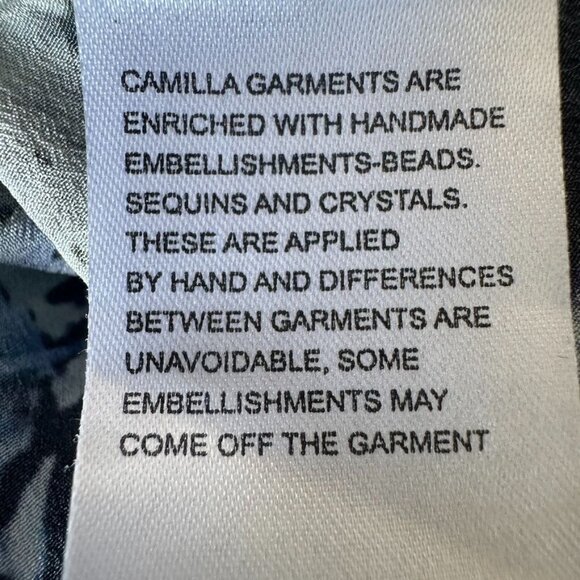 CAMILLA GARMENTS ARE
ENRICHED WITH HANDMADE
EMBELLISHMENTS-BEADS.
SEQUINS AND CRYSTALS.
THESE ARE APPLIED
BY HAND AND DIFFERENCES
BETWEEN GARMENTS ARE
UNAVOIDABLE, SOME
EMBELLISHMENTS MAY
COME OFF THE GARMENT